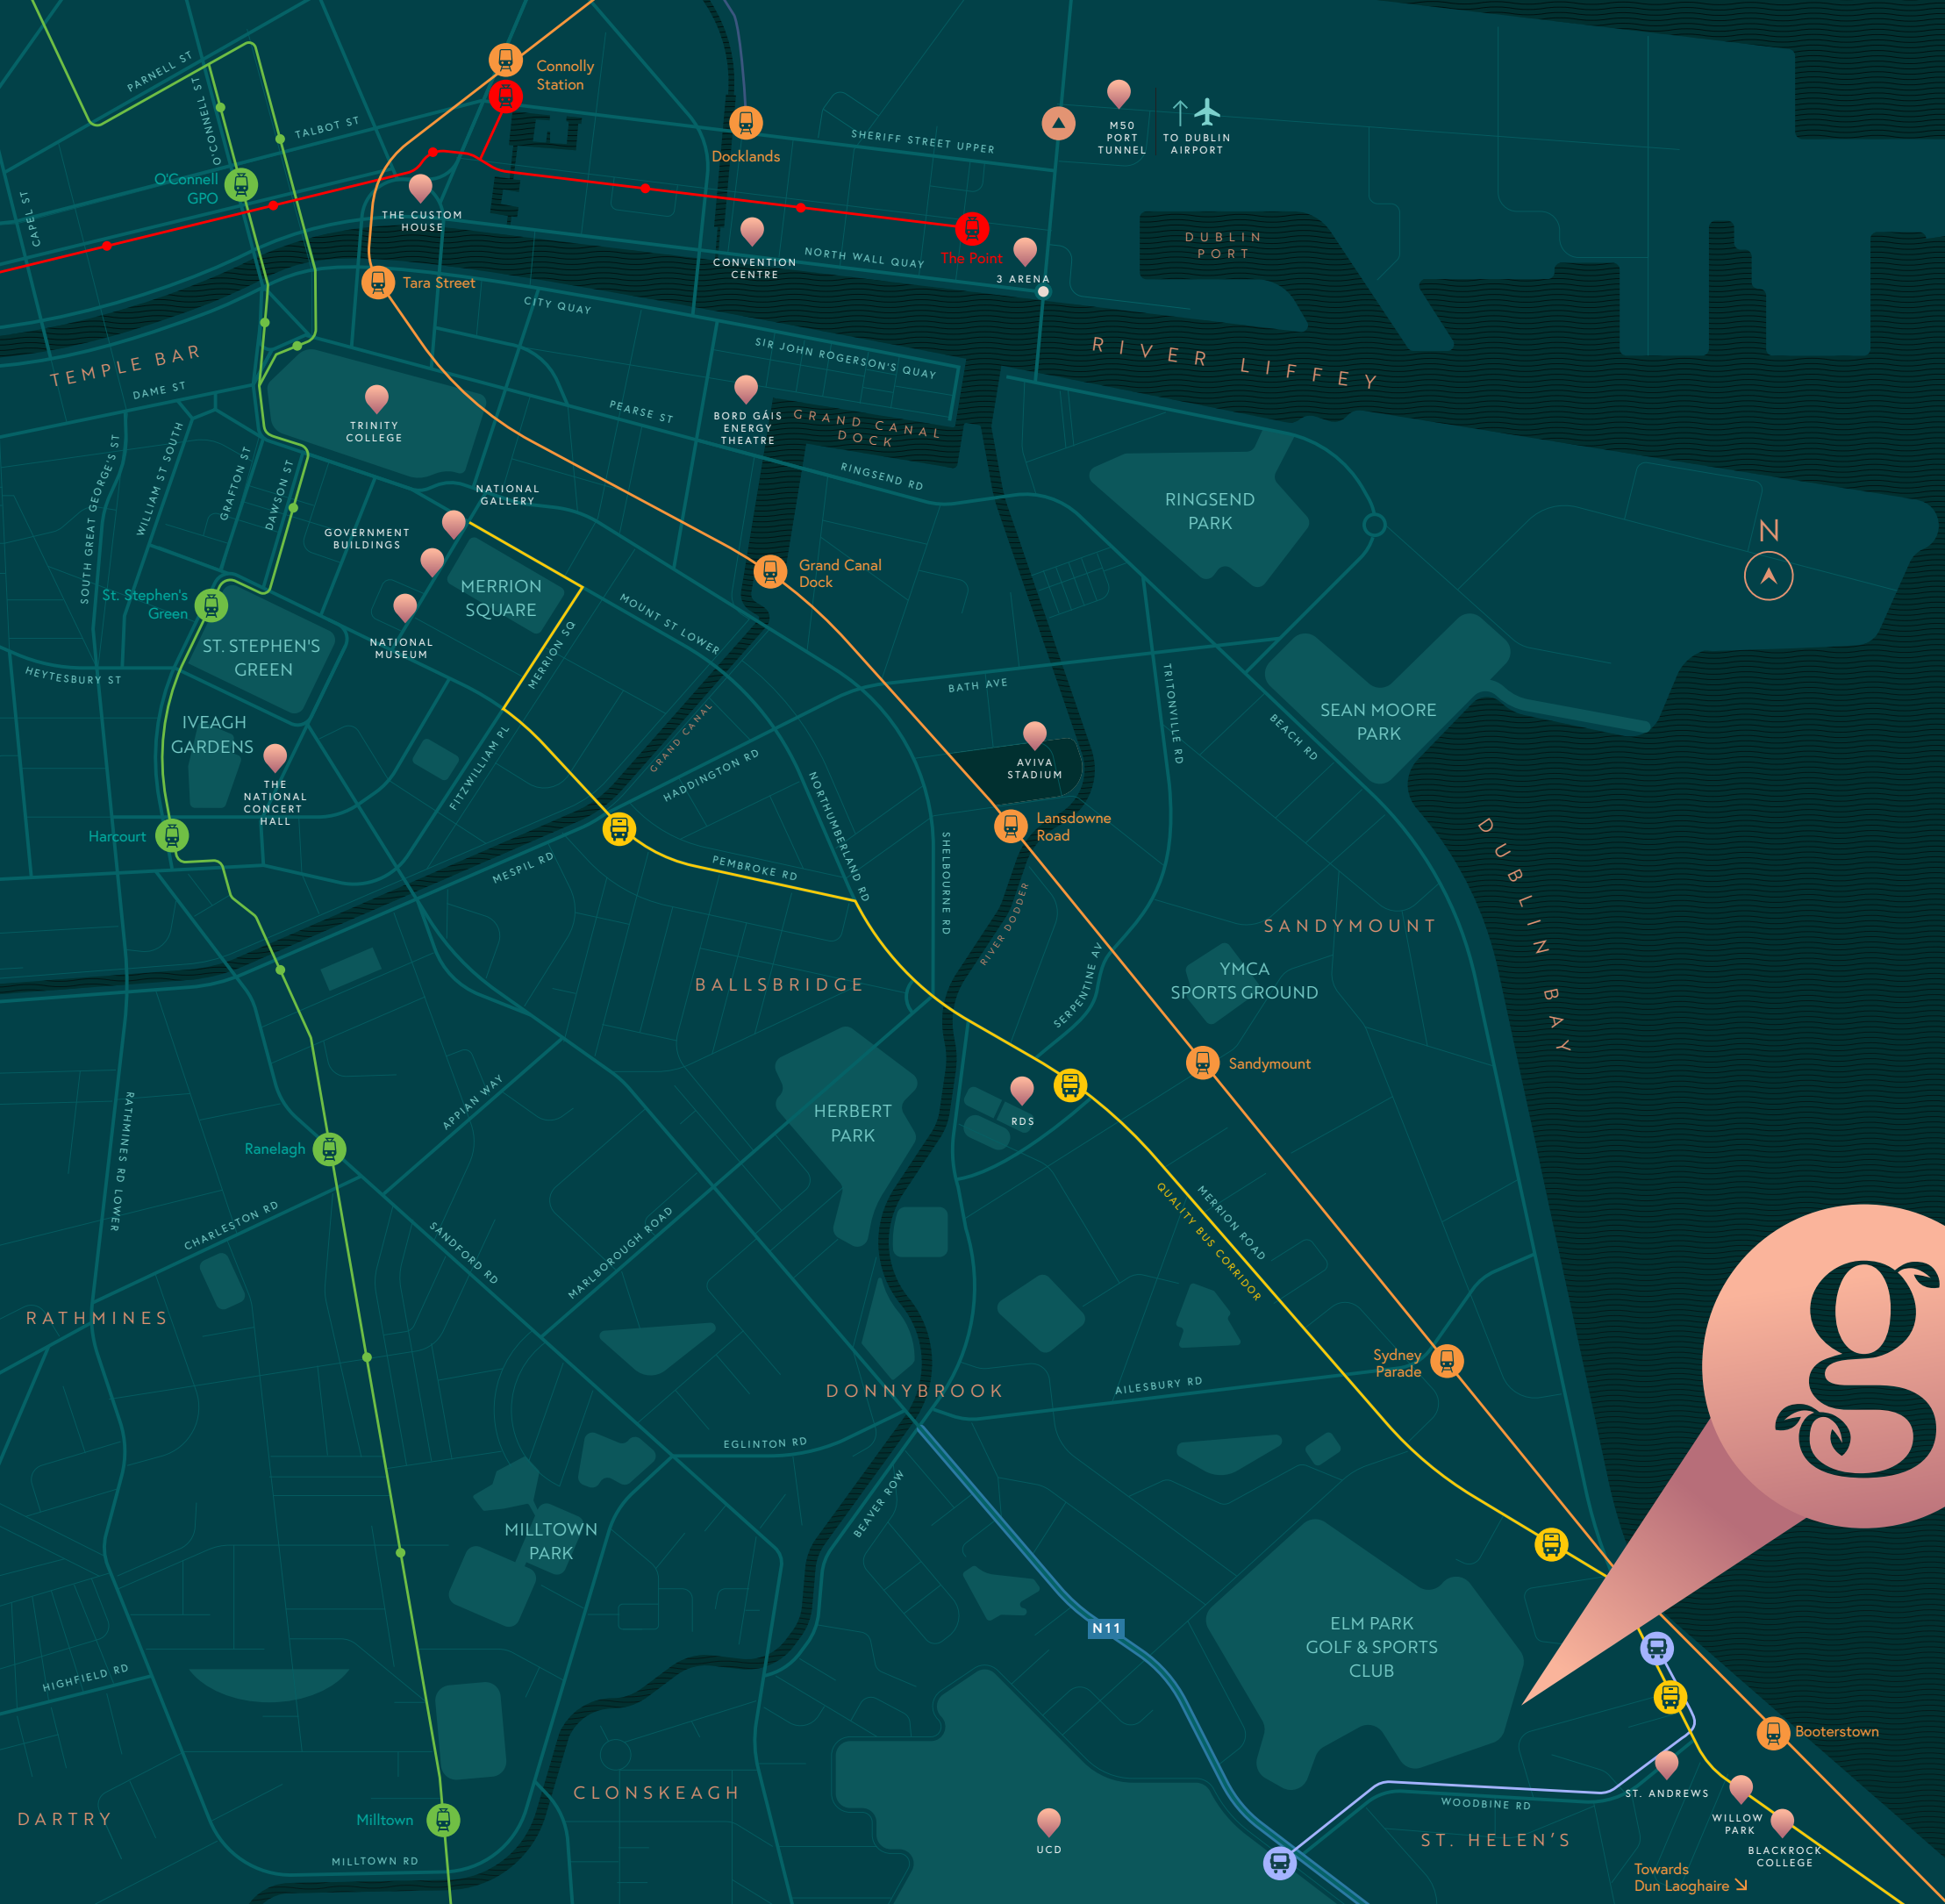 PARNELL ST
O'CONNELL ST
TALBOT ST
CAPEL ST
O'Connell
GPO
Connolly
Station
THE CUSTOM
HOUSE
Docklands
SHERIFF STREET UPPER
M50
PORT
TUNNEL
TO DUBLIN
AIRPORT
CONVENTION
CENTRE
NORTH WALL QUAY
The Point
3 ARENA
DUBLIN
PORT
Tara Street
CITY QUAY
SIR JOHN ROGERSON'S QUAY
RIVER LIFFEY
TEMPLE BAR
DAME ST
TRINITY
COLLEGE
PEARSE ST
BORD GÁIS
ENERGY
THEATRE
GRAND CANAL
DOCK
RINGSEND RD
RINGSEND
PARK
SOUTH GREAT GEORGE'S ST
WILLIAM ST SOUTH
GRAFTON ST
DAWSON ST
NATIONAL
GALLERY
GOVERNMENT
BUILDINGS
MERRION
SQUARE
NATIONAL
MUSEUM
Grand Canal
Dock
N
St. Stephen's
Green
ST. STEPHEN'S
GREEN
HEYTESBURY ST
MERRION SQ
MOUNT ST LOWER
BATH AVE
TRITONVILLE RD
BEACH RD
SEAN MOORE
PARK
IVEAGH
GARDENS
THE
NATIONAL
CONCERT
HALL
FITZWILLIAM PL
GRAND CANAL
HADDINGTON RD
NORTHUMBERLAND RD
AVIVA
STADIUM
Lansdowne
Road
Harcourt
MESPIL RD
PEMBROKE RD
SHELBOURNE RD
RIVER DODDER
SERPENTINE AV
DUBLIN BAY
SANDYMOUNT
YMCA
SPORTS GROUND
BALLSBRIDGE
Sandymount
RATHMINES RD LOWER
APPIAN WAY
HERBERT
PARK
RDS
Ranelagh
CHARLESTON RD
SANDFORD RD
MARLBOROUGH ROAD
MERRION ROAD
QUALITY BUS CORRIDOR
RATHMINES
g
Sydney
Parade
DONNYBROOK
AILESBURY RD
EGLINTON RD
BEAVER ROW
MILLTOWN
PARK
N11
ELM PARK
GOLF & SPORTS
CLUB
HIGHFIELD RD
Booterstown
CLONSKEAGH
DARTRY
Milltown
MILLTOWN RD
UCD
WOODBINE RD
ST. ANDREWS
WILLOW
PARK
BLACKROCK
COLLEGE
ST. HELEN'S
Towards
Dun Laoghaire